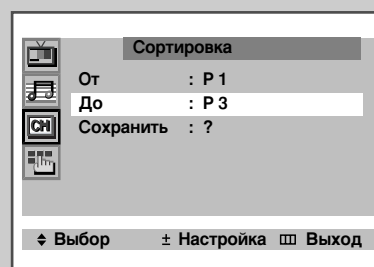 Сортировка
От : P 1
До : P 3
Сохранить : ?
CH
Выбор ± Настройка Выход